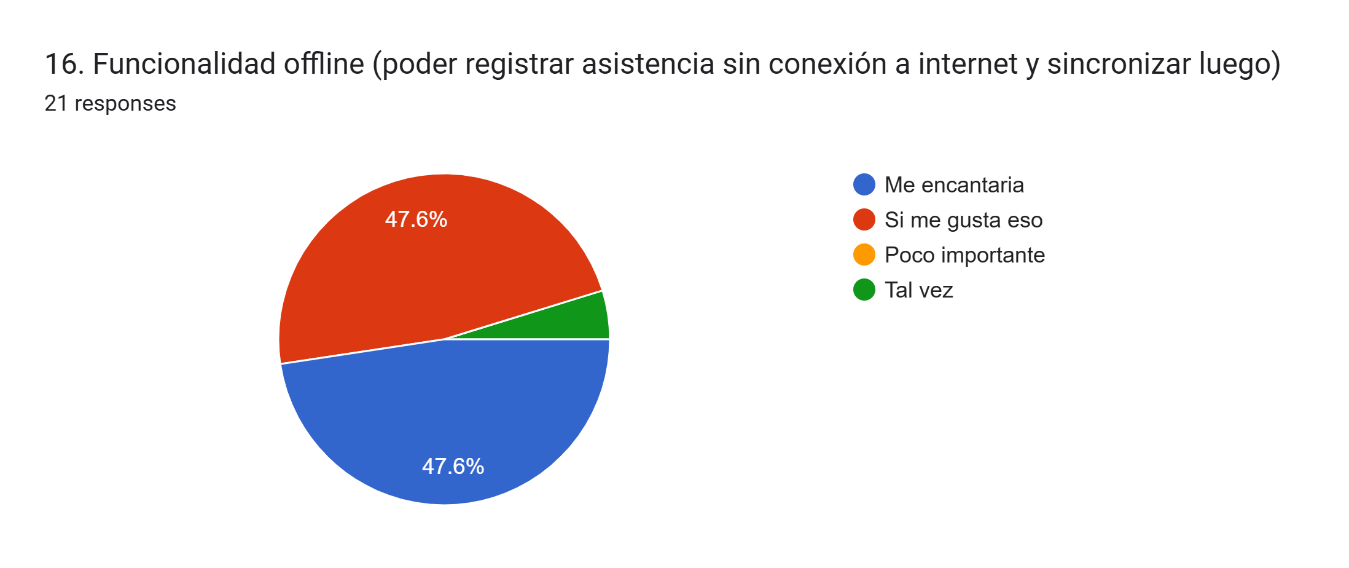 16. Funcionalidad offline (poder registrar asistencia sin conexión a internet y sincronizar luego)
21 responses
47.6%
47.6%
Me encantaria
Si me gusta eso
Poco importante
Tal vez